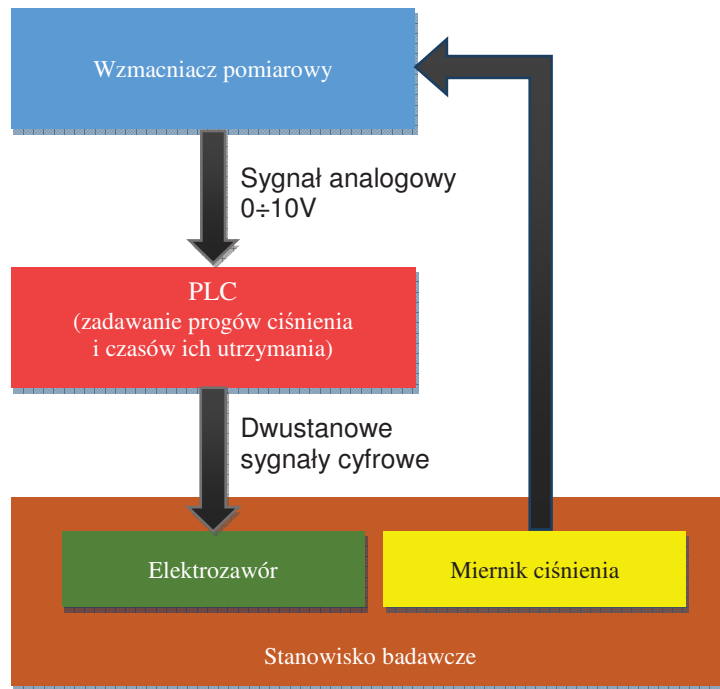 Wzmacniacz pomiarowy
Sygnał analogowy
0÷10V
PLC
(zadawanie progów ciśnienia
i czasów ich utrzymania)
Dwustanowe
sygnały cyfrowe
Elektrozawór
Miernik ciśnienia
Stanowisko badawcze